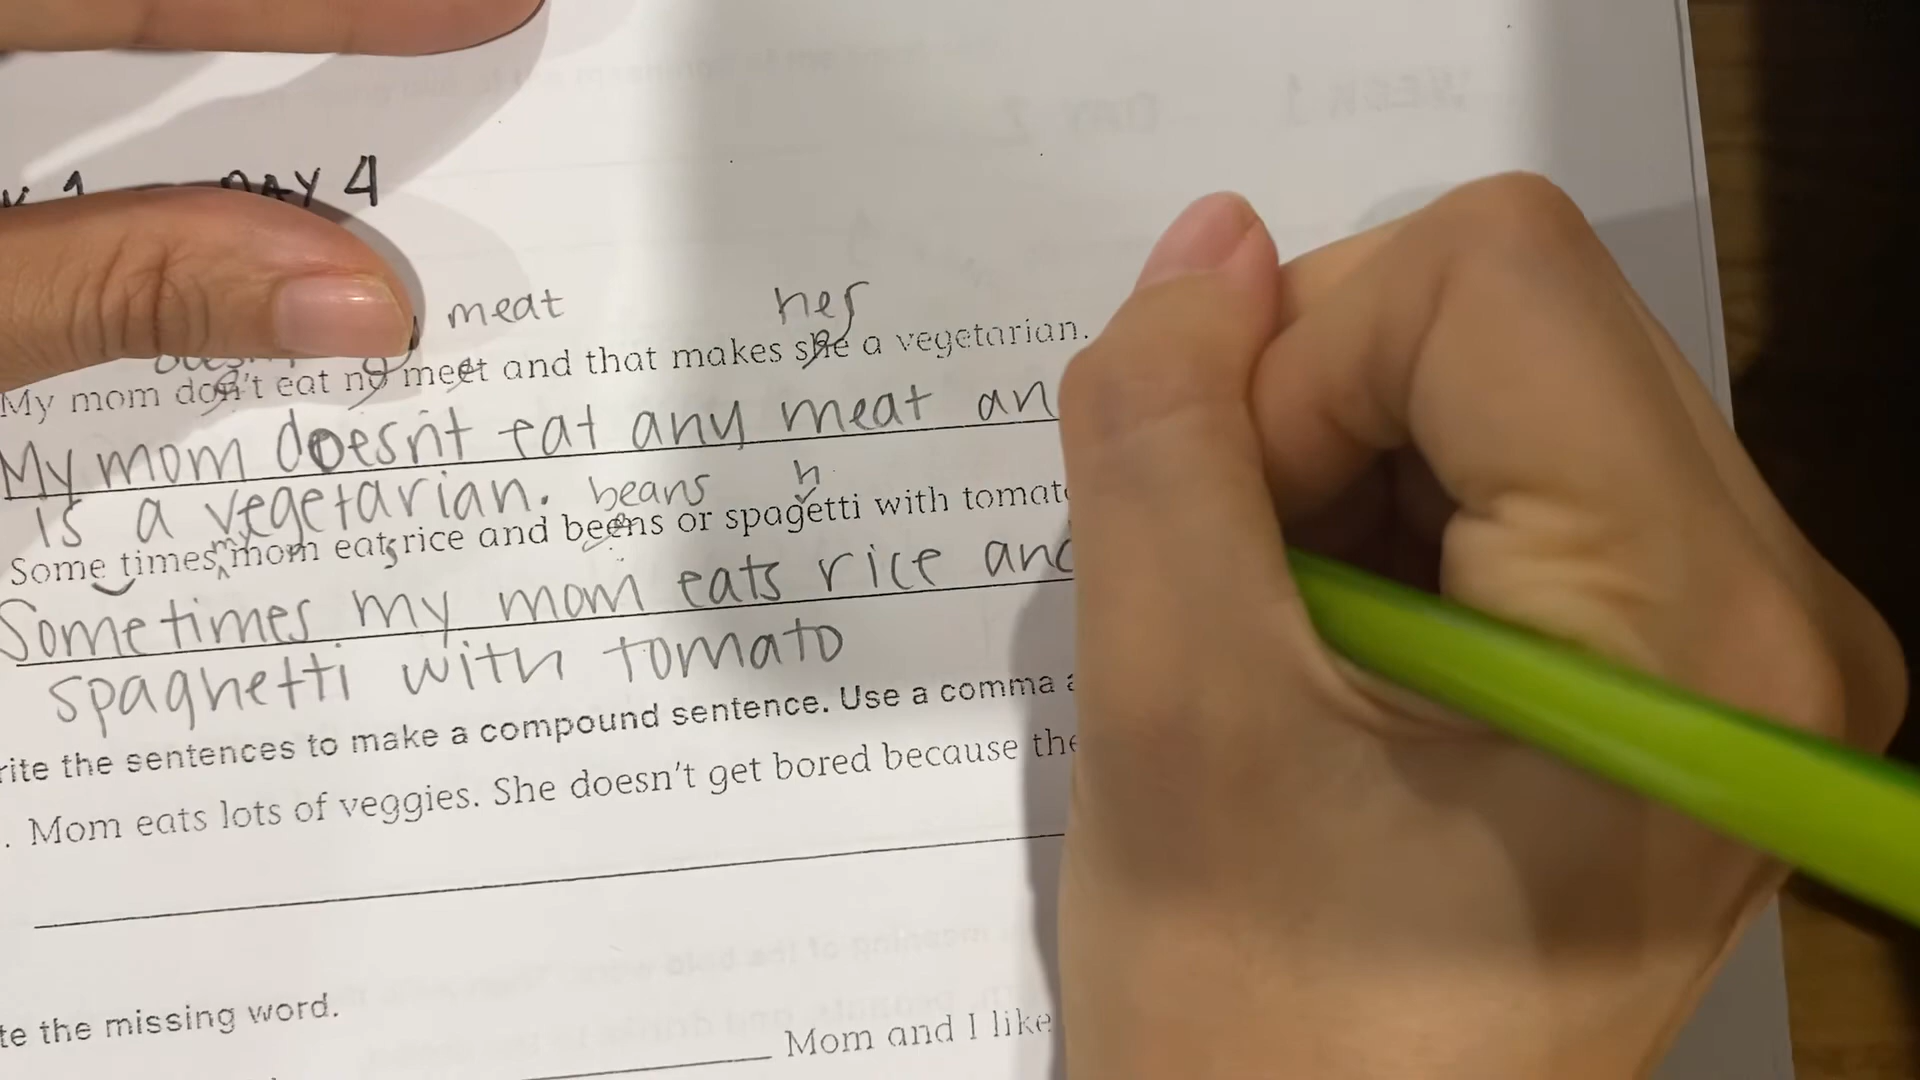 DAY 4
meat her
My mom don't eat no meet and that makes she a vegetarian.
My mom doesn't eat any meat an
is a vegetarian. beans h
Some times my mom eats rice and beens or spagetti with tomat
Sometimes my mom eats rice and
spaghetti with tomato
rite the sentences to make a compound sentence. Use a comma
. Mom eats lots of veggies. She doesn't get bored because the
te the missing word.
Mom and I like